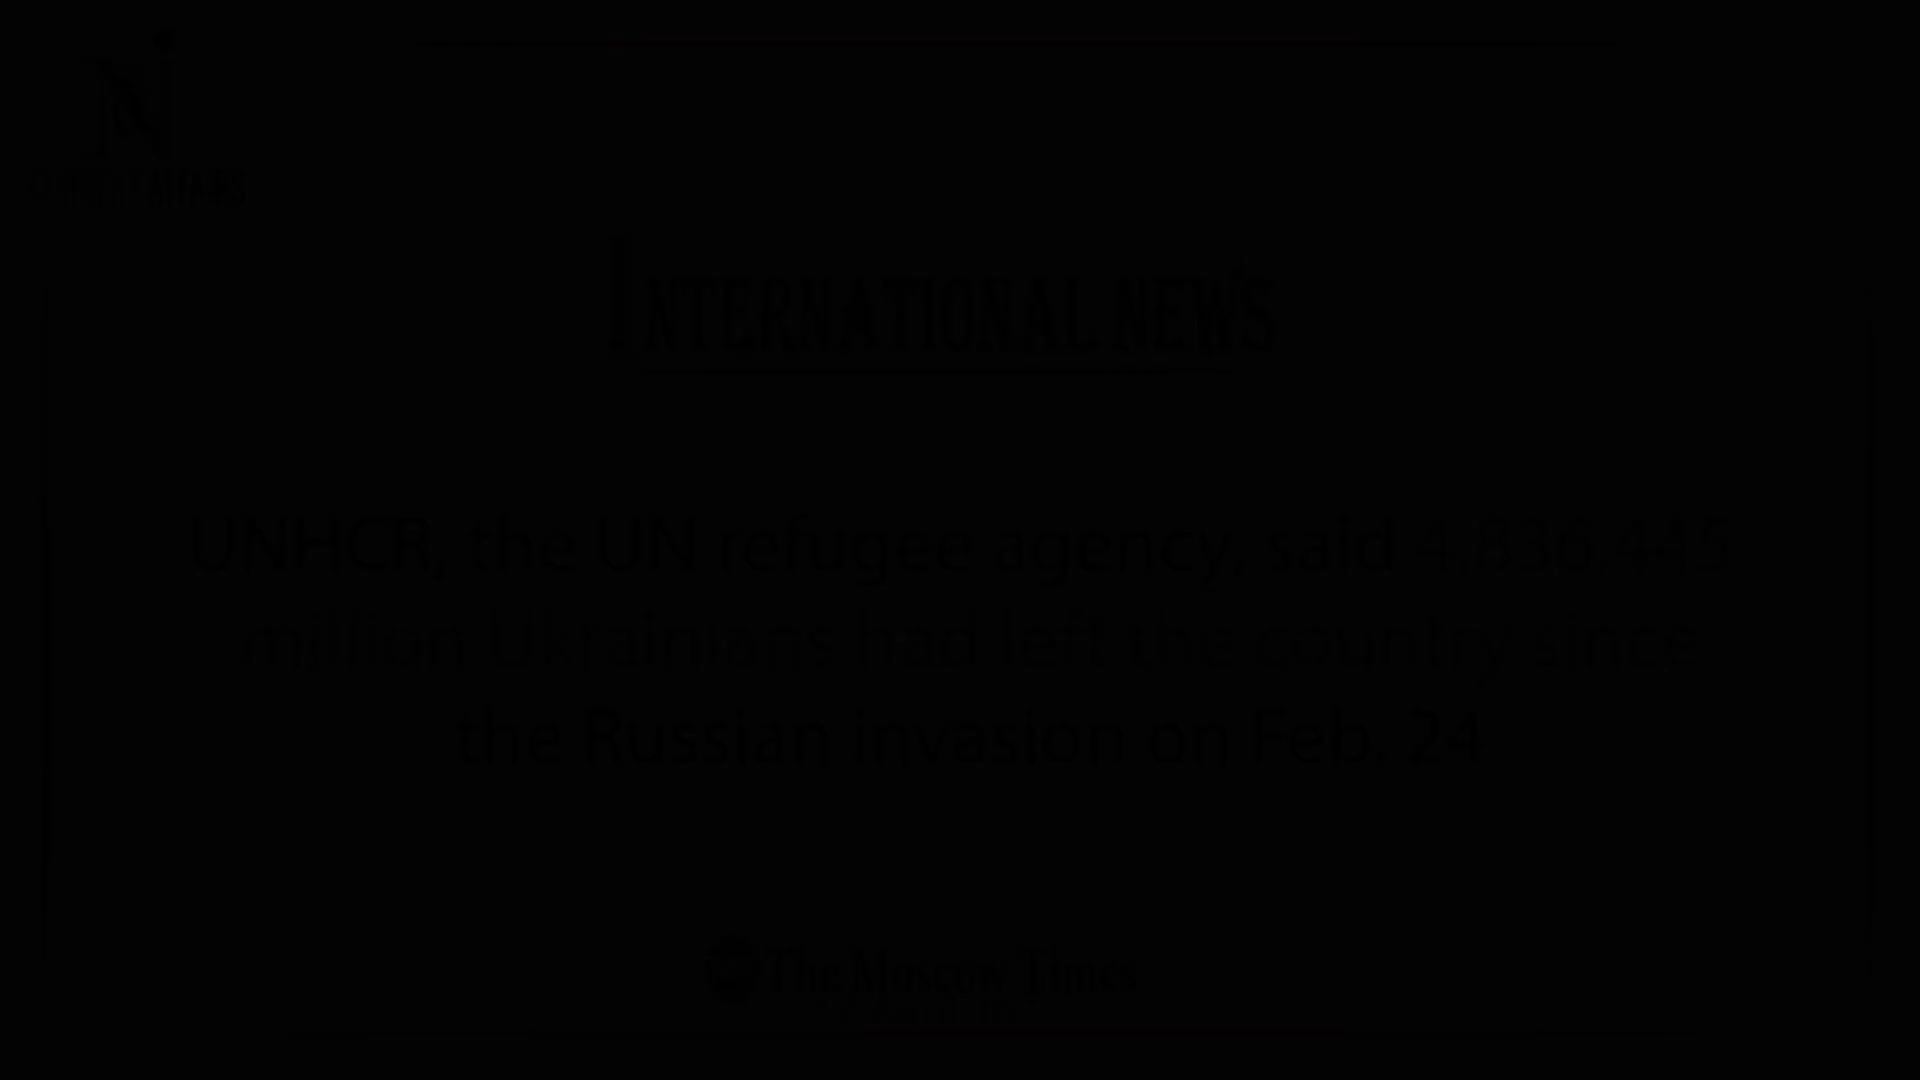 INTERNATIONAL NEWS
UNHCR, the UN refugee agency, said 4,836,445
million Ukrainians had left the country since
the Russian invasion on Feb. 24
The Moscow Times